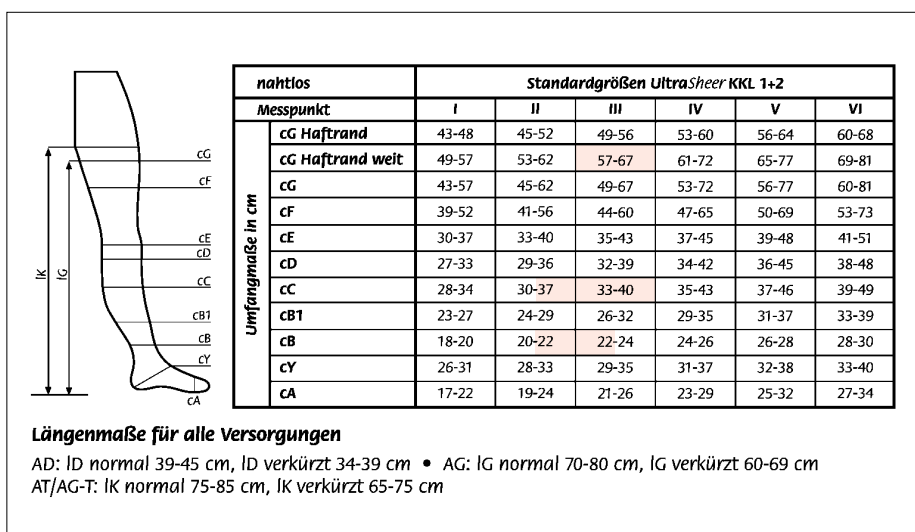 nahtlos Standardgrößen UltraSheer KKL 1+2
Messpunkt I II III IV V VI
Umfangmaße in cm
cG Haftrand 43-48 45-52 49-56 53-60 56-64 60-68
cG Haftrand weit 49-57 53-62 57-67 61-72 65-77 69-81
cG 43-57 45-62 49-67 53-72 56-77 60-81
cF 39-52 41-56 44-60 47-65 50-69 53-73
cE 30-37 33-40 35-43 37-45 39-48 41-51
cD 27-33 29-36 32-39 34-42 36-45 38-48
cC 28-34 30-37 33-40 35-43 37-46 39-49
cB1 23-27 24-29 26-32 29-35 31-37 33-39
cB 18-20 20-22 22-24 24-26 26-28 28-30
cY 26-31 28-33 29-35 31-37 32-38 33-40
cA 17-22 19-24 21-26 23-29 25-32 27-34
cG
cF
cE
cD
lK
lG
cC
cB1
cB
cY
cA
Längenmaße für alle Versorgungen
AD: lD normal 39-45 cm, lD verkürzt 34-39 cm • AG: lG normal 70-80 cm, lG verkürzt 60-69 cm
AT/AG-T: lK normal 75-85 cm, lK verkürzt 65-75 cm